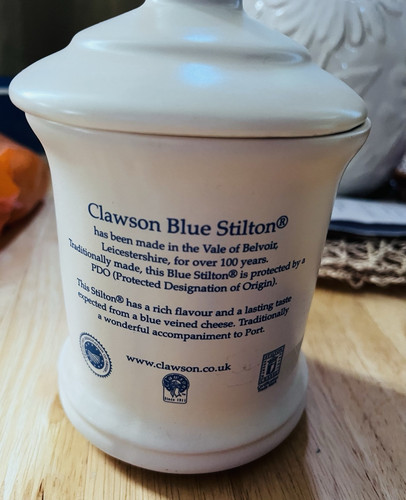 Clawson Blue Stilton®
has been made in the Vale of Belvoir,
Leicestershire, for over 100 years.
Traditionally made, this Blue Stilton® is protected by a
PDO (Protected Designation of Origin).
This Stilton® has a rich flavour and a lasting taste
expected from a blue veined cheese. Traditionally
a wonderful accompaniment to Port.
www.clawson.co.uk